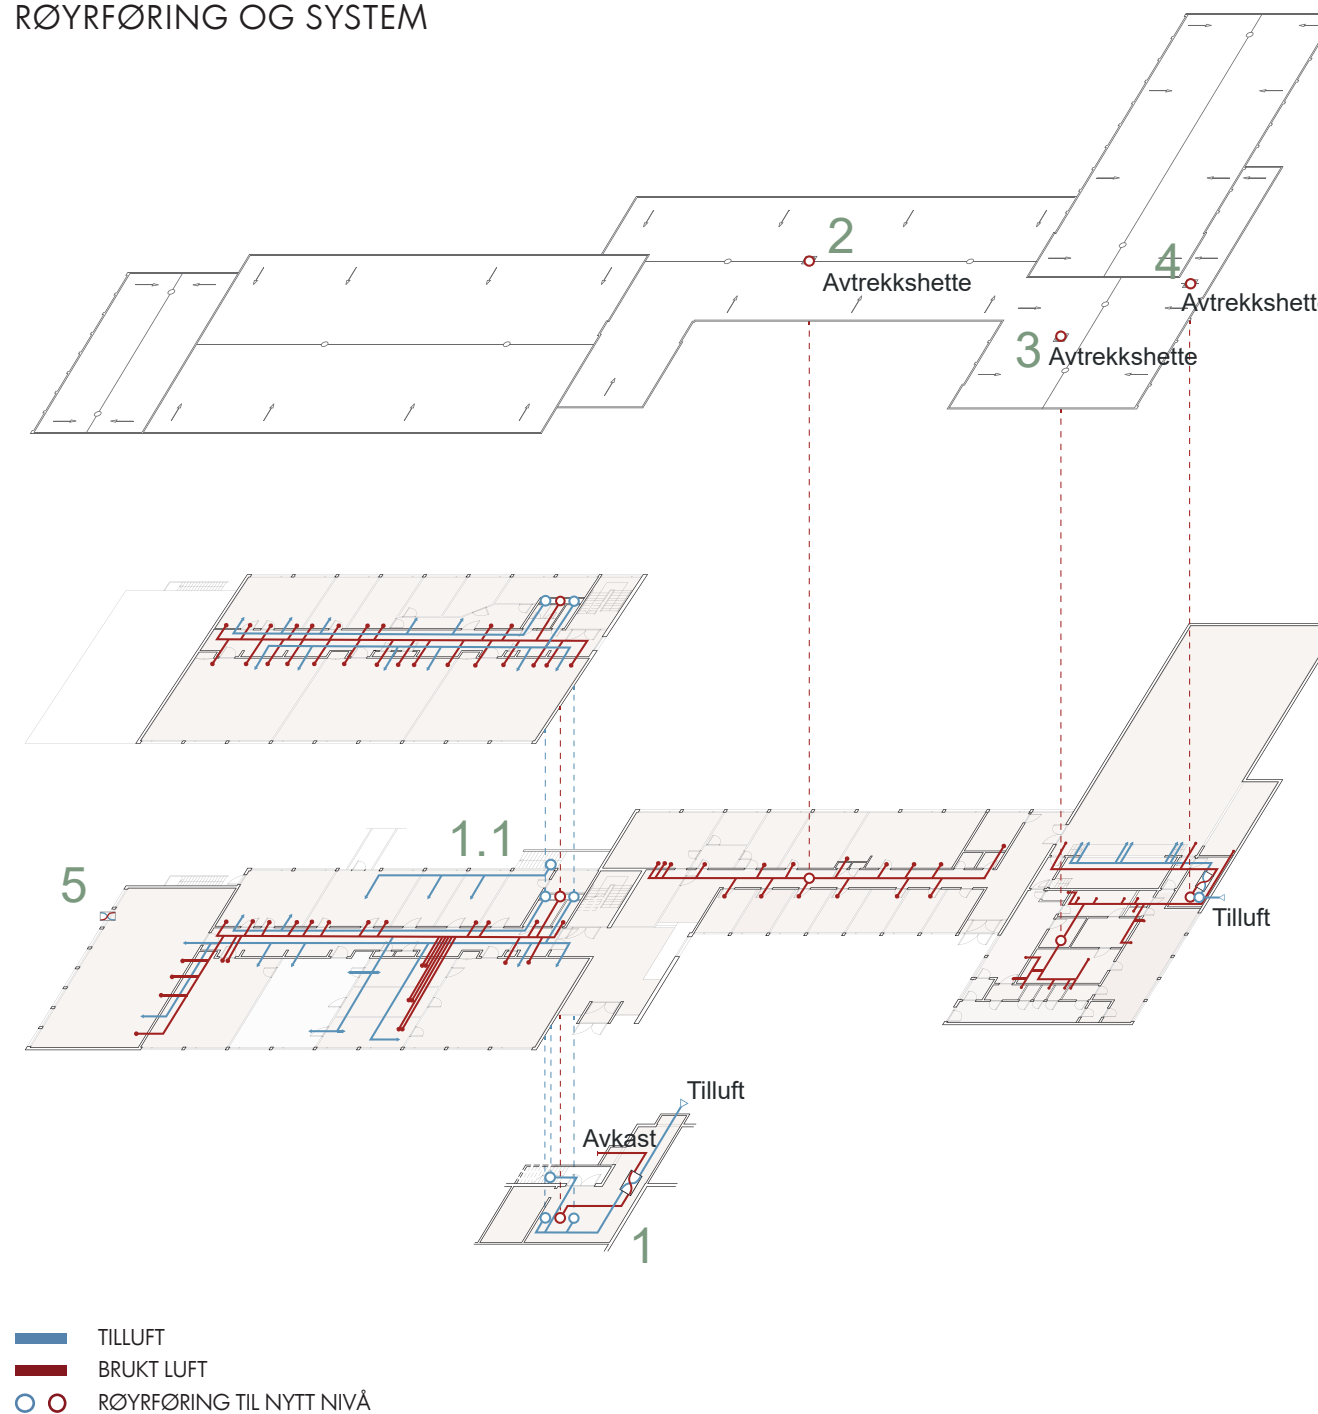 RØYRFØRING OG SYSTEM
2
Avtrekkshette
4
Avtrekkshette
3
Avtrekkshette
1.1
5
Tilluft
Tilluft
Avkast
1
TILLUFT
BRUKT LUFT
RØYRFØRING TIL NYTT NIVÅ